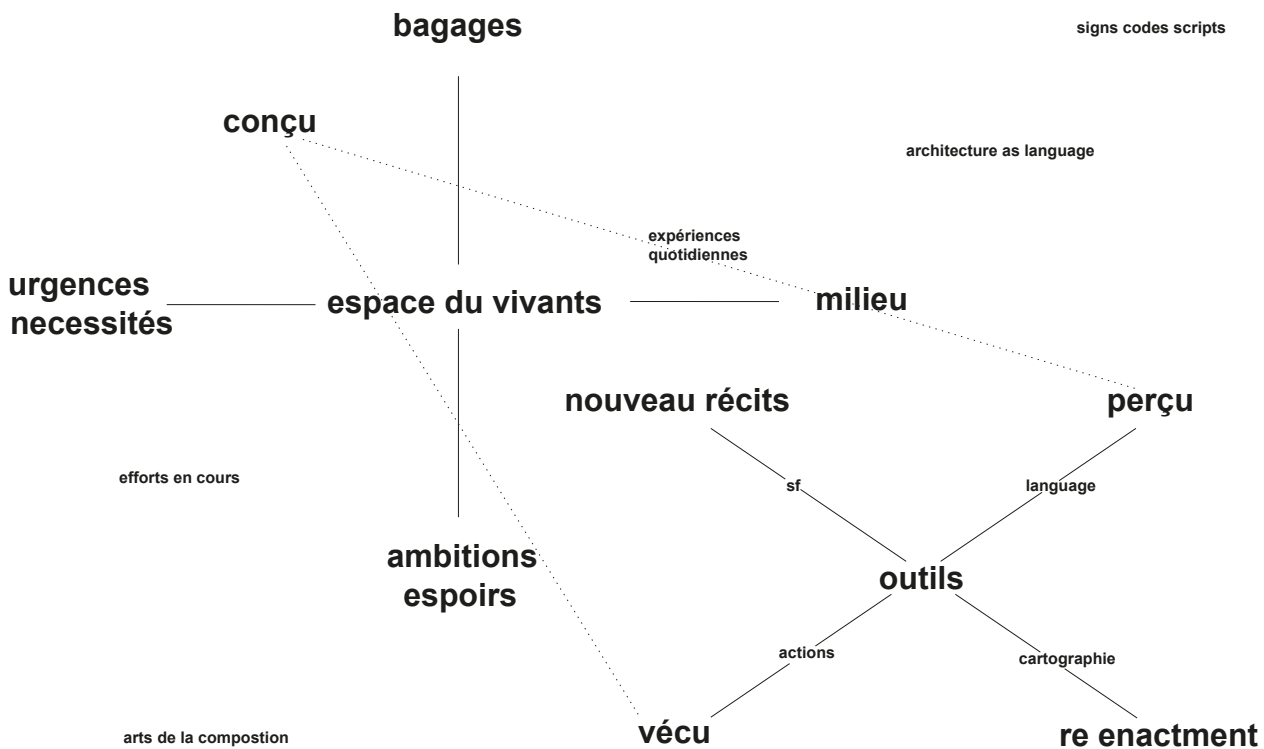 bagages
signs codes scripts
conçu
architecture as language
expériences
quotidiennes
urgences
necessités
espace du vivants
milieu
nouveau récits
perçu
efforts en cours
sf
language
ambitions
espoirs
outils
actions
cartographie
arts de la compostion
vécu
re enactment